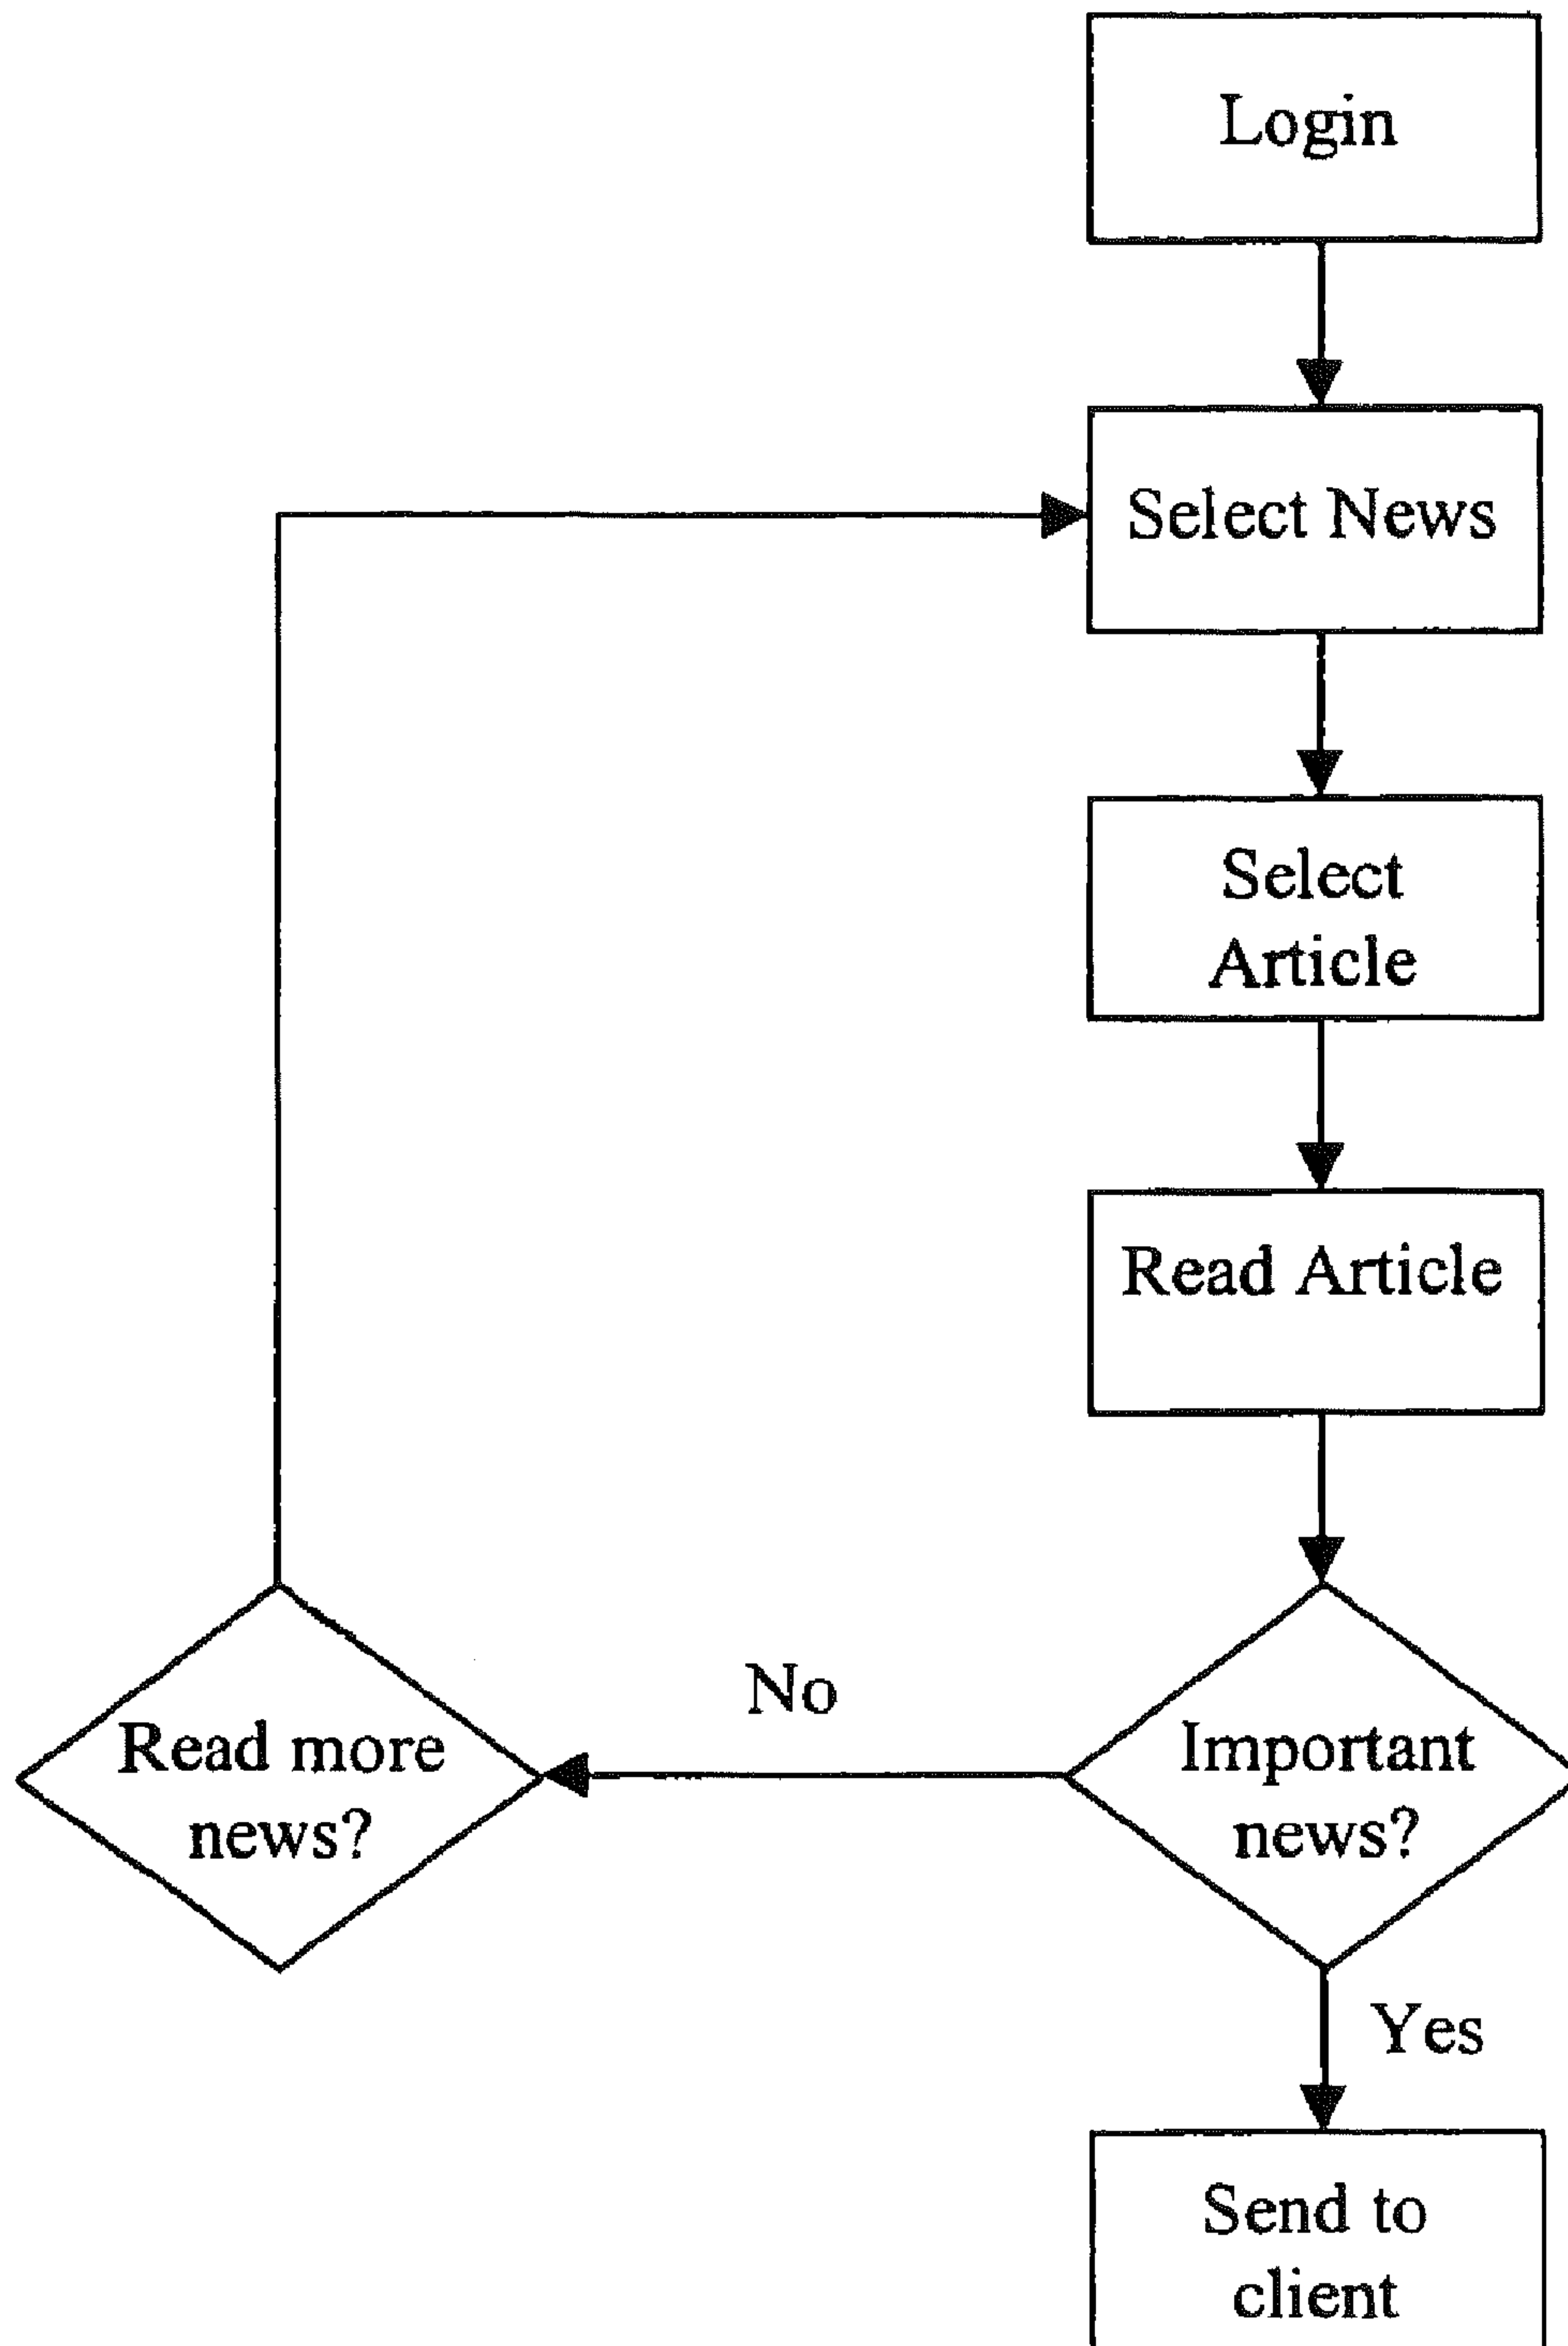 Login
Select News
Select
Article
Read Article
No
Read more
news?
Important
news?
Yes
Send to
client